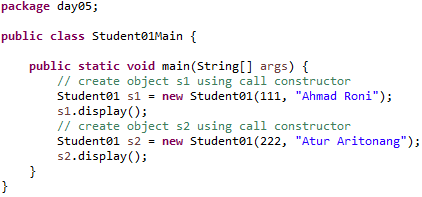 package day05;
public class Student01Main {
public static void main(String[] args) {
// create object s1 using call constructor
Student01 s1 = new Student01(111, "Ahmad Roni");
s1.display();
// create object s2 using call constructor
Student01 s2 = new Student01(222, "Atur Aritonang");
s2.display();
}
}